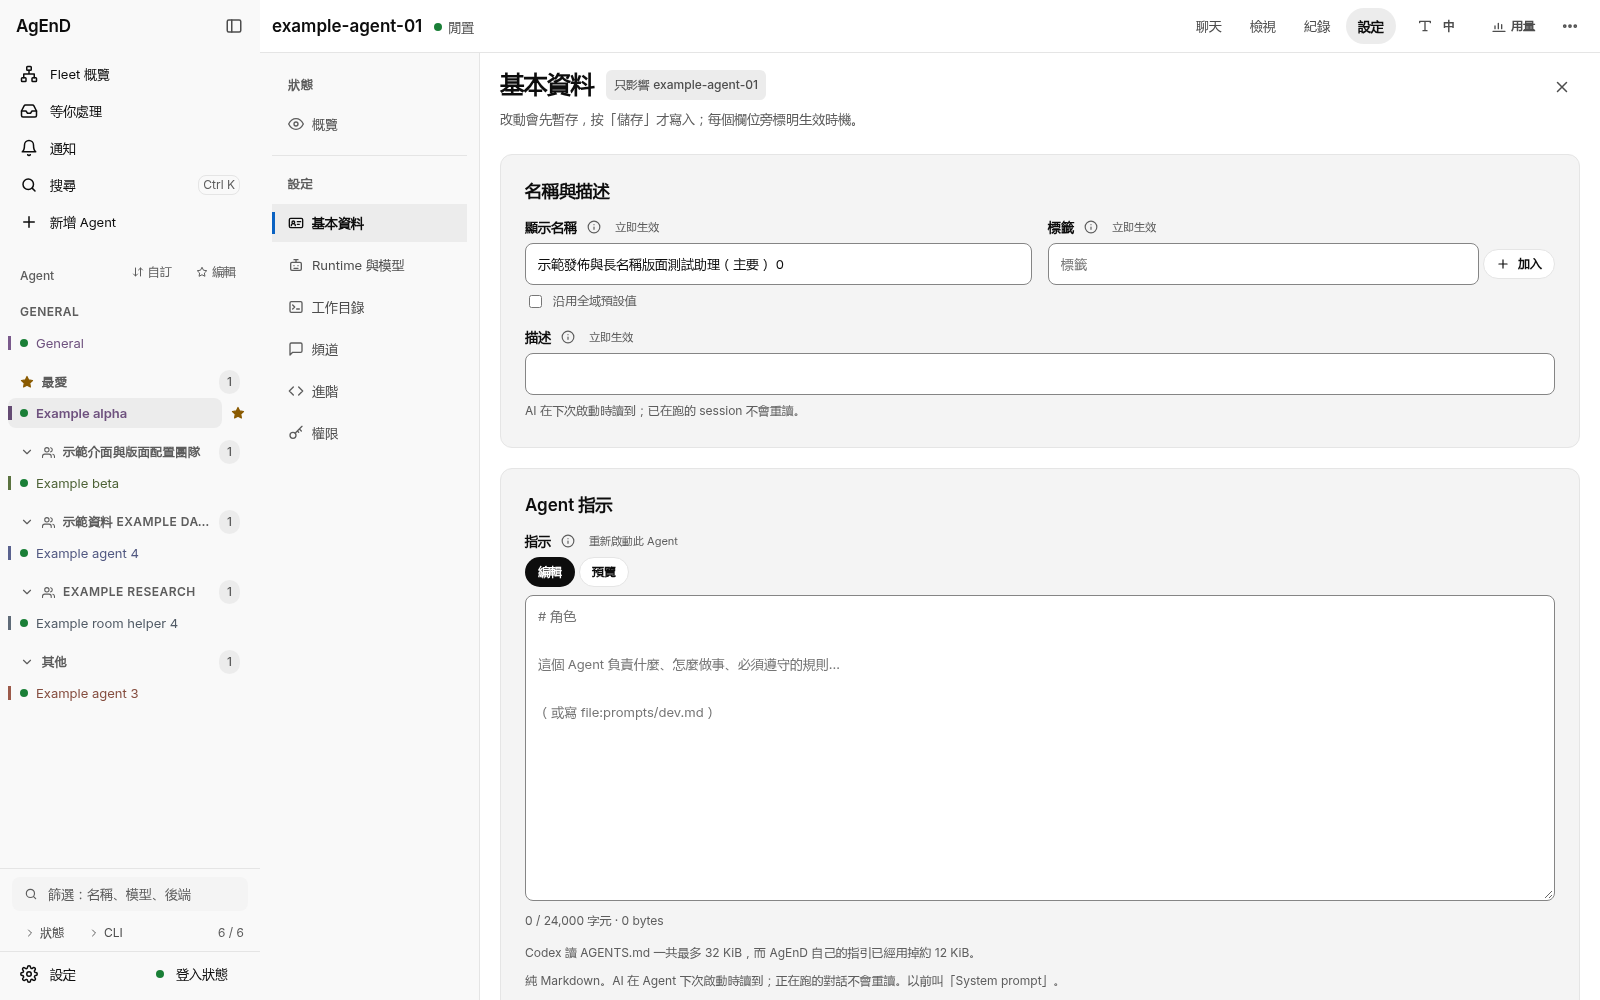 AgEnD
Fleet 概覽
等你處理
通知
搜尋 Ctrl K
新增 Agent
Agent 自訂 編輯
GENERAL
General
最愛 1
Example alpha
示範介面與版面配置團隊 1
Example beta
示範資料 EXAMPLE DA... 1
Example agent 4
EXAMPLE RESEARCH 1
Example room helper 4
其他 1
Example agent 3
篩選：名稱、模型、後端
狀態 CLI 6 / 6
設定 登入狀態
example-agent-01 閒置
聊天 檢視 紀錄 設定 T 中 用量
狀態
概覽
設定
基本資料
Runtime 與模型
工作目錄
頻道
進階
權限
基本資料 只影響 example-agent-01
改動會先暫存，按「儲存」才寫入；每個欄位旁標明生效時機。
名稱與描述
顯示名稱 立即生效
示範發佈與長名稱版面測試助理（主要）0
沿用全域預設值
標籤 立即生效
標籤
加入
描述 立即生效
AI 在下次啟動時讀到；已在跑的 session 不會重讀。
Agent 指示
指示 重新啟動此 Agent
編輯 預覽
# 角色
這個 Agent 負責什麼、怎麼做事、必須遵守的規則...
（或寫 file:prompts/dev.md）
0 / 24,000 字元 · 0 bytes
Codex 讀 AGENTS.md 一共最多 32 KiB，而 AgEnD 自己的指引已經用掉約 12 KiB。
純 Markdown。AI 在 Agent 下次啟動時讀到；正在跑的對話不會重讀。以前叫「System prompt」。